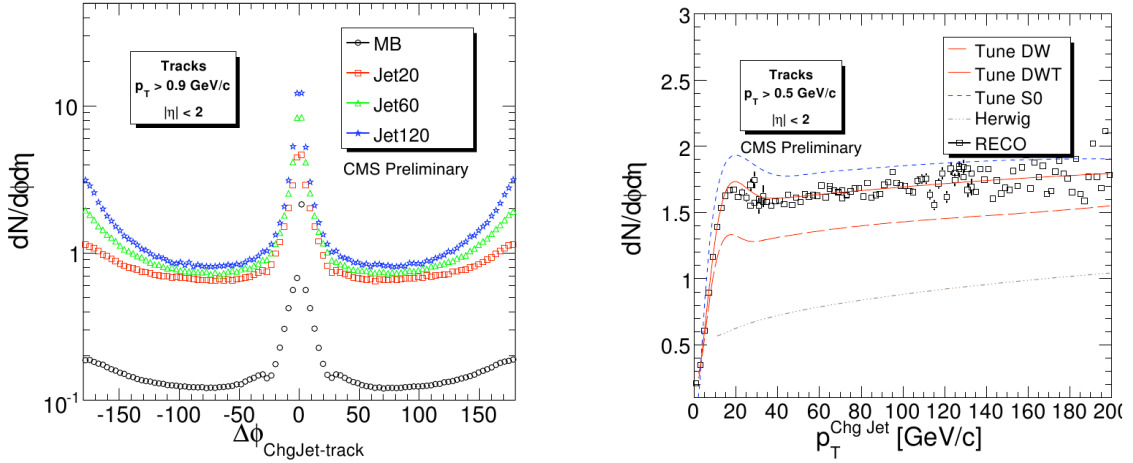 dN/dϕdη
10
1
10⁻¹
Tracks
p_T > 0.9 GeV/c
|η| < 2
MB
Jet20
Jet60
Jet120
CMS Preliminary
-150 -100 -50 0 50 100 150
Δϕ_ChgJet-track
dN/dϕdη
3
2.5
2
1.5
1
0.5
Tracks
p_T > 0.5 GeV/c
|η| < 2
Tune DW
Tune DWT
Tune S0
Herwig
RECO
CMS Preliminary
0 20 40 60 80 100 120 140 160 180 200
p_T^Chg Jet [GeV/c]